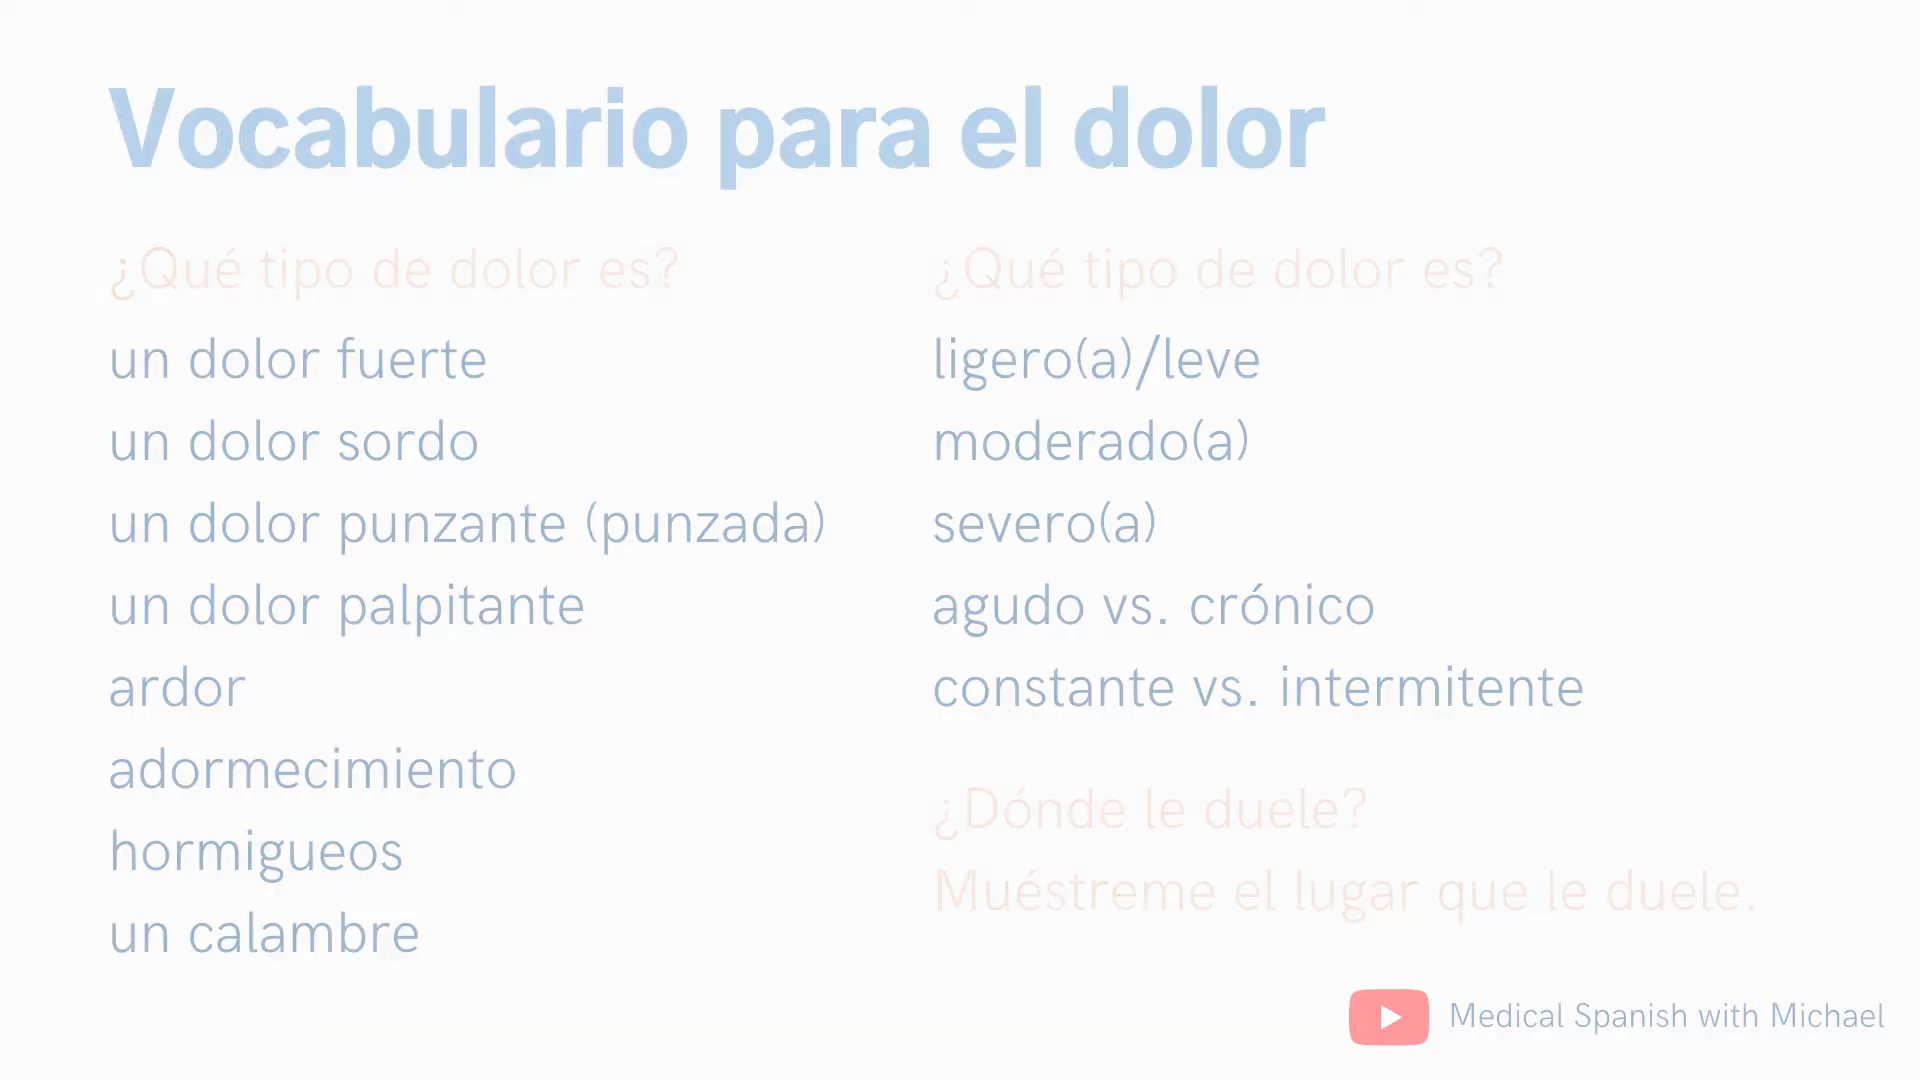 Vocabulario para el dolor
¿Qué tipo de dolor es?
un dolor fuerte
un dolor sordo
un dolor punzante (punzada)
un dolor palpitante
ardor
adormecimiento
hormigueos
un calambre
¿Qué tipo de dolor es?
ligero(a)/leve
moderado(a)
severo(a)
agudo vs. crónico
constante vs. intermitente
¿Dónde le duele?
Muéstreme el lugar que le duele.
Medical Spanish with Michael